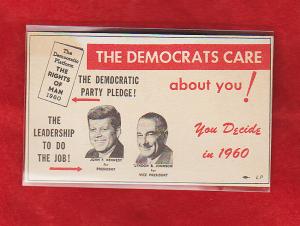 The
Democratic
Platform
THE RIGHTS
OF MAN
1960
THE DEMOCRATS CARE
about you!
THE DEMOCRATIC
PARTY PLEDGE!
THE
LEADERSHIP
TO DO
THE JOB!
JOHN F. KENNEDY
for
PRESIDENT
LYNDON B. JOHNSON
for
VICE PRESIDENT
You Decide
in 1960
LP